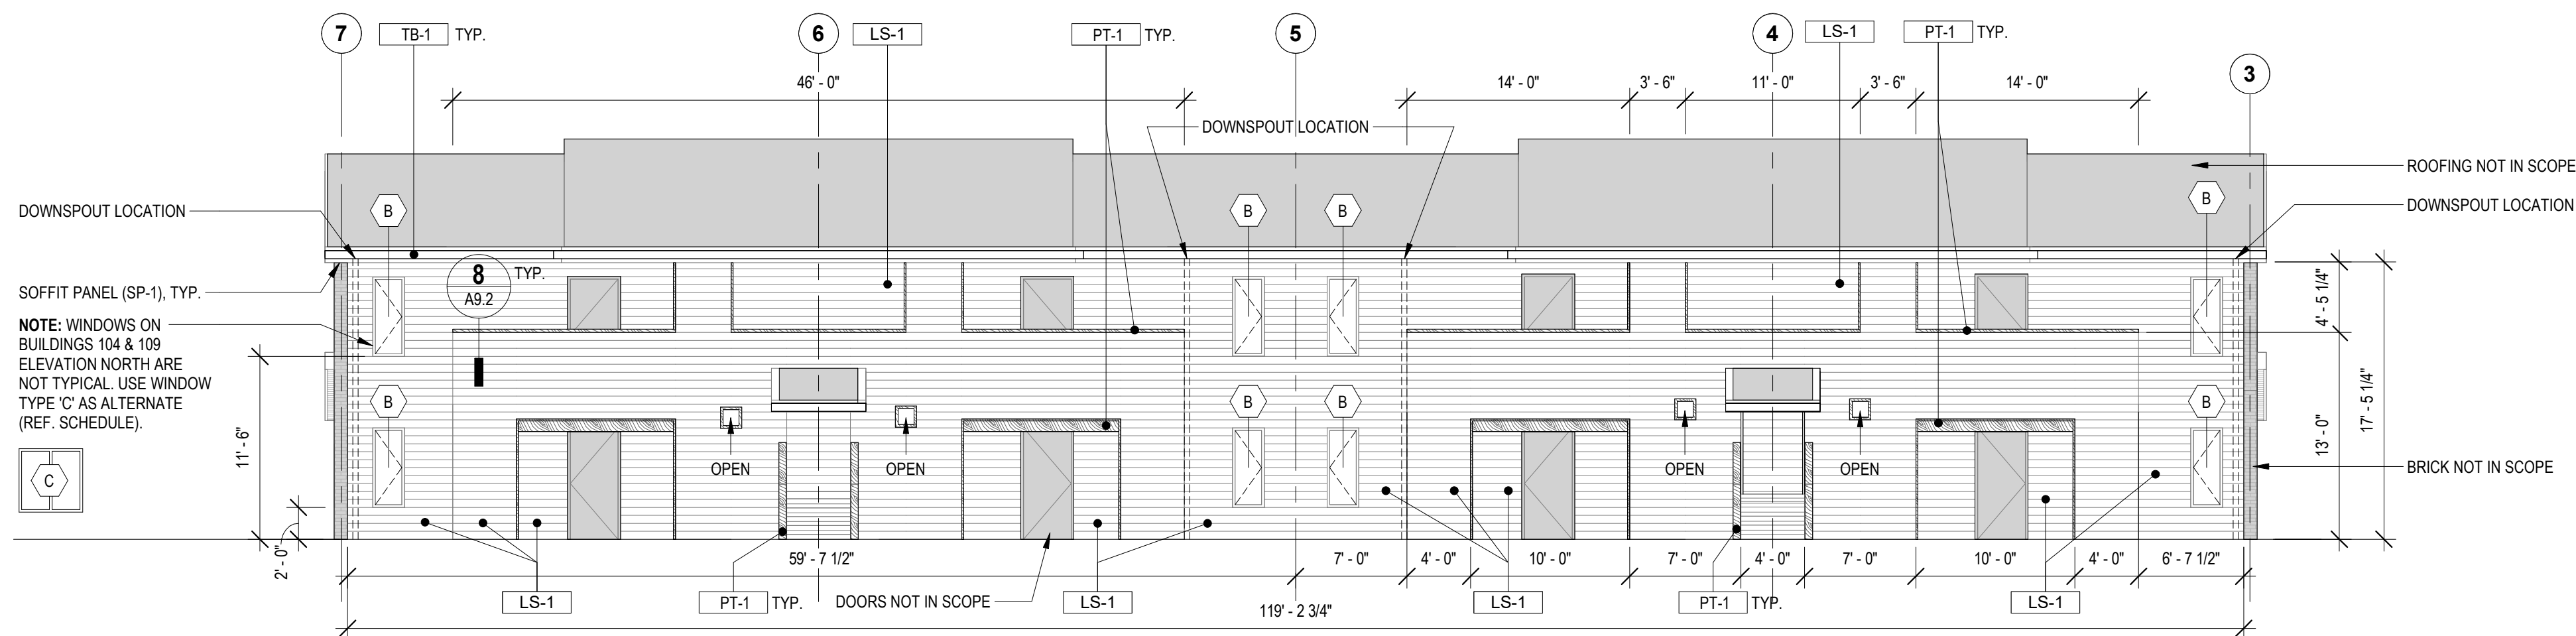 7
TB-1 TYP.
6
LS-1
PT-1 TYP.
5
4
LS-1
PT-1 TYP.
3
46' - 0"
14' - 0"
3' - 6"
11' - 0"
3' - 6"
14' - 0"
DOWNSPOUT LOCATION
ROOFING NOT IN SCOPE
DOWNSPOUT LOCATION
B
B
B
B
DOWNSPOUT LOCATION
8
A9.2
TYP.
SOFFIT PANEL (SP-1), TYP.
NOTE: WINDOWS ON
BUILDINGS 104 & 109
ELEVATION NORTH ARE
NOT TYPICAL. USE WINDOW
TYPE 'C' AS ALTERNATE
(REF. SCHEDULE).
C
11' - 6"
2' - 0"
B
B
B
B
OPEN
OPEN
OPEN
OPEN
4' - 5 1/4"
13' - 0"
17' - 5 1/4"
BRICK NOT IN SCOPE
59' - 7 1/2"
7' - 0"
4' - 0"
10' - 0"
7' - 0"
4' - 0"
7' - 0"
10' - 0"
4' - 0"
6' - 7 1/2"
LS-1
PT-1 TYP.
DOORS NOT IN SCOPE
LS-1
119' - 2 3/4"
LS-1
PT-1 TYP.
LS-1